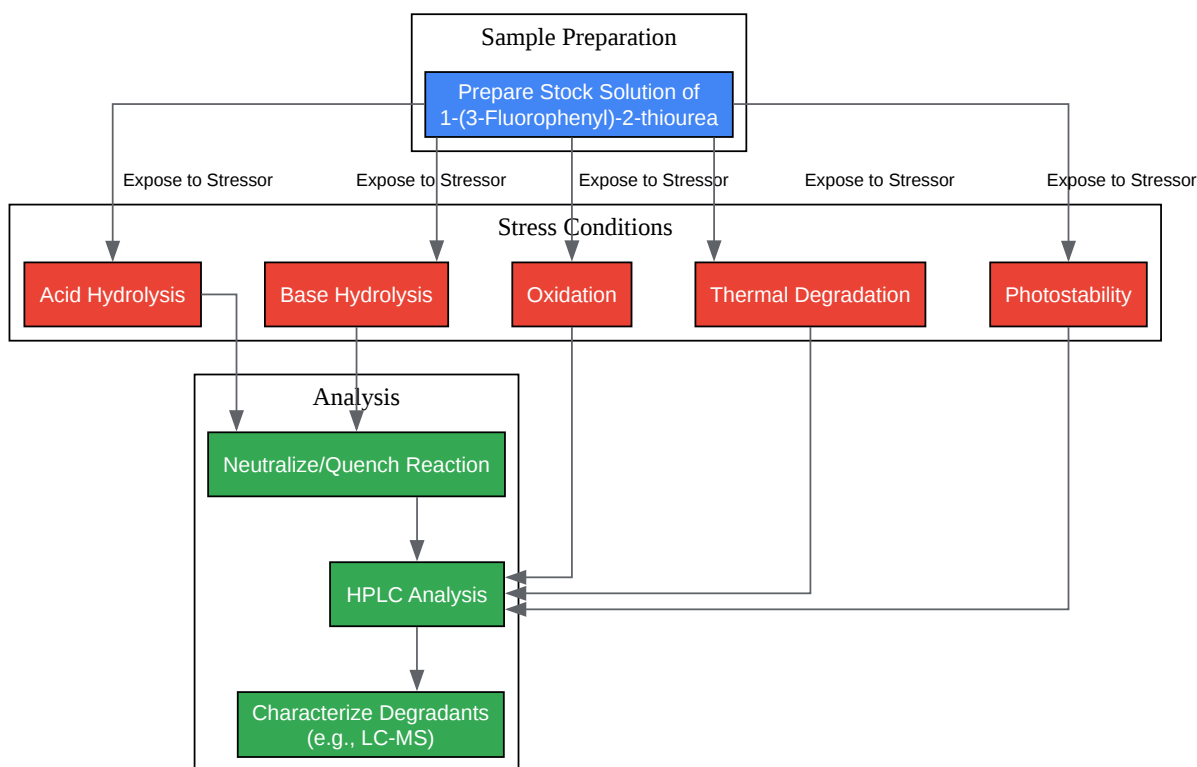 Sample Preparation
Prepare Stock Solution of
1-(3-Fluorophenyl)-2-thiourea
Expose to Stressor
Expose to Stressor
Expose to Stressor
Expose to Stressor
Expose to Stressor
Stress Conditions
Acid Hydrolysis
Base Hydrolysis
Oxidation
Thermal Degradation
Photostability
Analysis
Neutralize/Quench Reaction
HPLC Analysis
Characterize Degradants
(e.g., LC-MS)